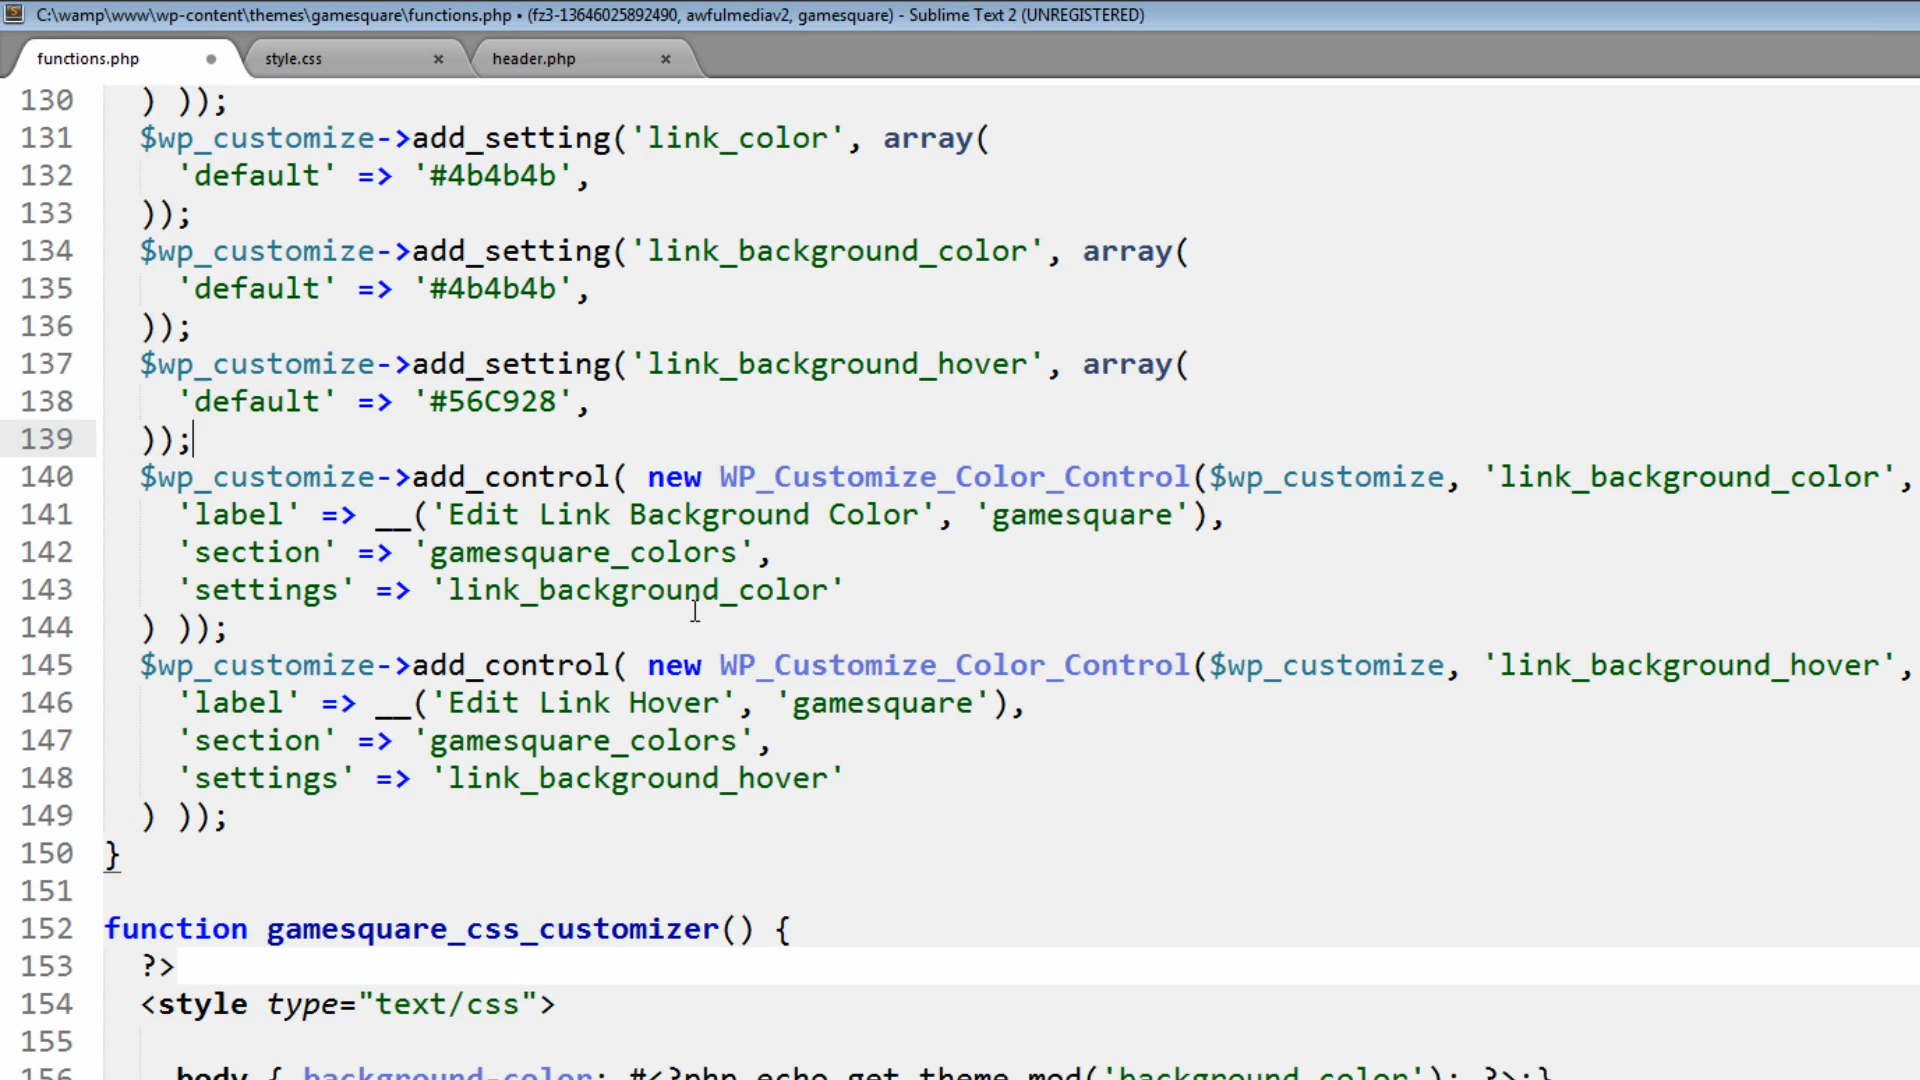 C:\wamp\www\wp-content\themes\gamesquare\functions.php • (fz3-13646025892490, awfulmediav2, gamesquare) - Sublime Text 2 (UNREGISTERED)
functions.php style.css × header.php ×
130 ) ));
131 $wp_customize->add_setting('link_color', array(
132 'default' => '#4b4b4b',
133 ));
134 $wp_customize->add_setting('link_background_color', array(
135 'default' => '#4b4b4b',
136 ));
137 $wp_customize->add_setting('link_background_hover', array(
138 'default' => '#56C928',
139 ));
140 $wp_customize->add_control( new WP_Customize_Color_Control($wp_customize, 'link_background_color',
141 'label' => __('Edit Link Background Color', 'gamesquare'),
142 'section' => 'gamesquare_colors',
143 'settings' => 'link_background_color'
144 ) ));
145 $wp_customize->add_control( new WP_Customize_Color_Control($wp_customize, 'link_background_hover',
146 'label' => __('Edit Link Hover', 'gamesquare'),
147 'section' => 'gamesquare_colors',
148 'settings' => 'link_background_hover'
149 ) ));
150 }
151
152 function gamesquare_css_customizer() {
153 ?>
154 <style type="text/css">
155
156 body { background-color: #<?php echo get_theme_mod('background_color'); ?>;}